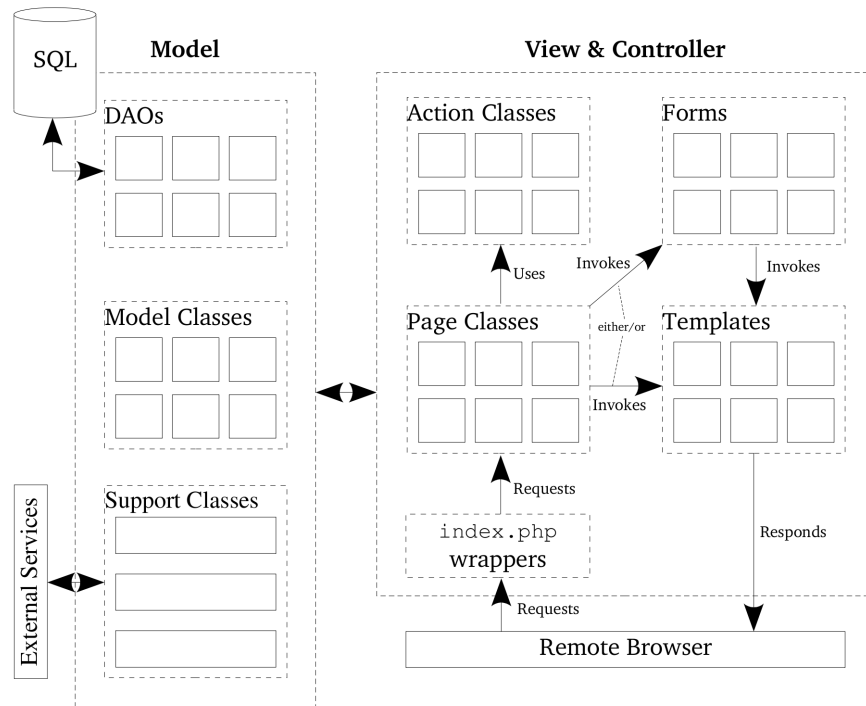 SQL
Model
View & Controller
DAOs
Action Classes
Forms
Uses
Invokes
Invokes
Model Classes
Page Classes
either/or
Templates
Invokes
Support Classes
Requests
External Services
index.php
wrappers
Responds
Requests
Remote Browser